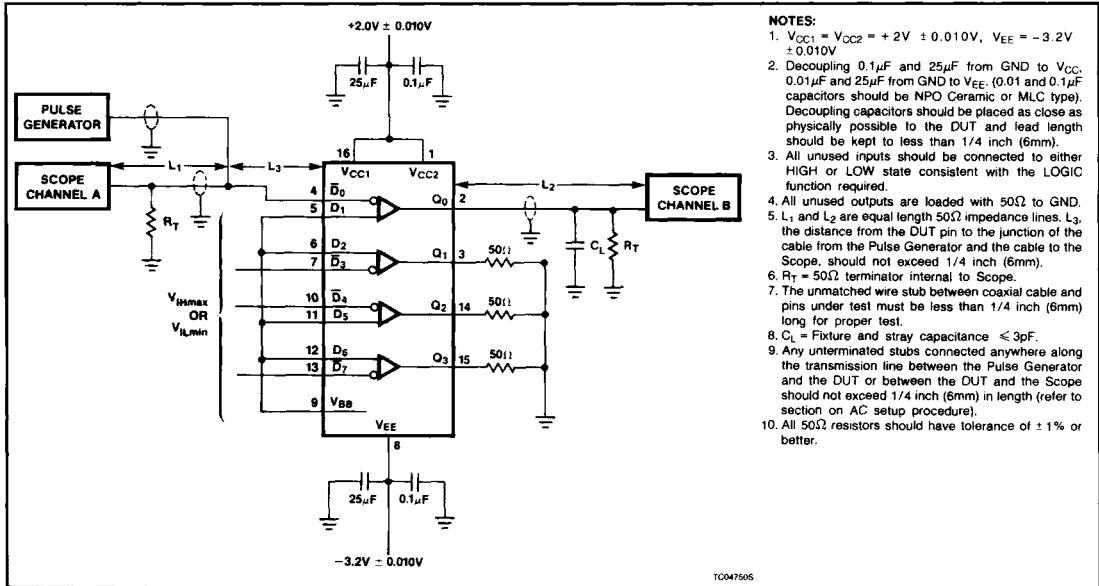 +2.0V ± 0.010V
25μF
0.1μF
PULSE
GENERATOR
SCOPE
CHANNEL A
L1
L3
RT
16
1
VCC1
VCC2
4 D̅0
5 D1
6 D2
7 D̅3
10 D̅4
11 D5
12 D6
13 D̅7
9 VBB
VEE
8
Q0 2
Q1 3
Q2 14
Q3 15
50Ω
50Ω
50Ω
L2
SCOPE
CHANNEL B
CL
RT
VIHmax
OR
VILmin
25μF
0.1μF
−3.2V ± 0.010V
TC04750S
NOTES:
1. VCC1 = VCC2 = + 2V ± 0.010V, VEE = −3.2V
± 0.010V
2. Decoupling 0.1μF and 25μF from GND to VCC,
0.01μF and 25μF from GND to VEE. (0.01 and 0.1μF
capacitors should be NPO Ceramic or MLC type).
Decoupling capacitors should be placed as close as
physically possible to the DUT and lead length
should be kept to less than 1/4 inch (6mm).
3. All unused inputs should be connected to either
HIGH or LOW state consistent with the LOGIC
function required.
4. All unused outputs are loaded with 50Ω to GND.
5. L1 and L2 are equal length 50Ω impedance lines. L3,
the distance from the DUT pin to the junction of the
cable from the Pulse Generator and the cable to the
Scope, should not exceed 1/4 inch (6mm).
6. RT = 50Ω terminator internal to Scope.
7. The unmatched wire stub between coaxial cable and
pins under test must be less than 1/4 inch (6mm)
long for proper test.
8. CL = Fixture and stray capacitance ⩽ 3pF.
9. Any unterminated stubs connected anywhere along
the transmission line between the Pulse Generator
and the DUT or between the DUT and the Scope
should not exceed 1/4 inch (6mm) in length (refer to
section on AC setup procedure).
10. All 50Ω resistors should have tolerance of ± 1% or
better.